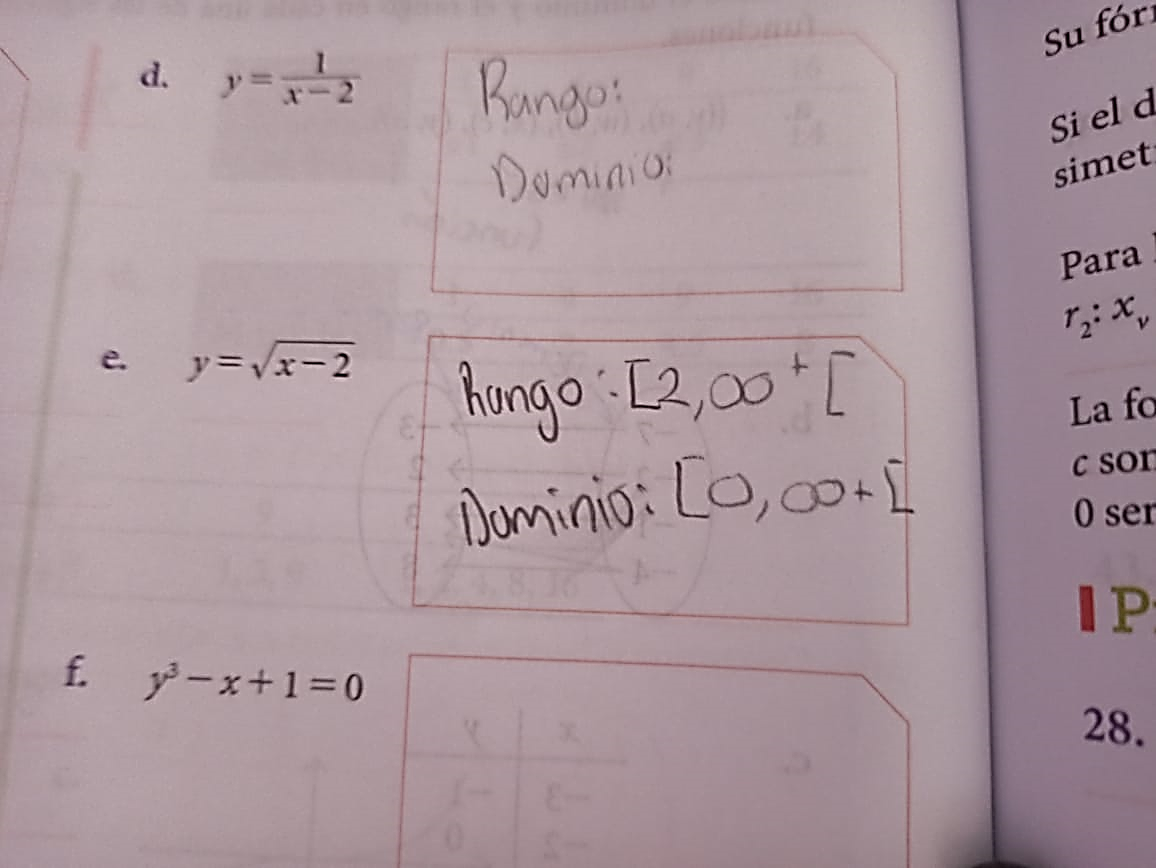 d. y = 1/(x − 2)
Rango:
Dominio:
e. y = √(x − 2)
Rango: [2, ∞⁺ [
Dominio: [0, ∞+ [
f. y³ − x + 1 = 0
Su fór
Si el d
simet
Para
r₂: xᵥ
La fo
c son
0 ser
P
28.